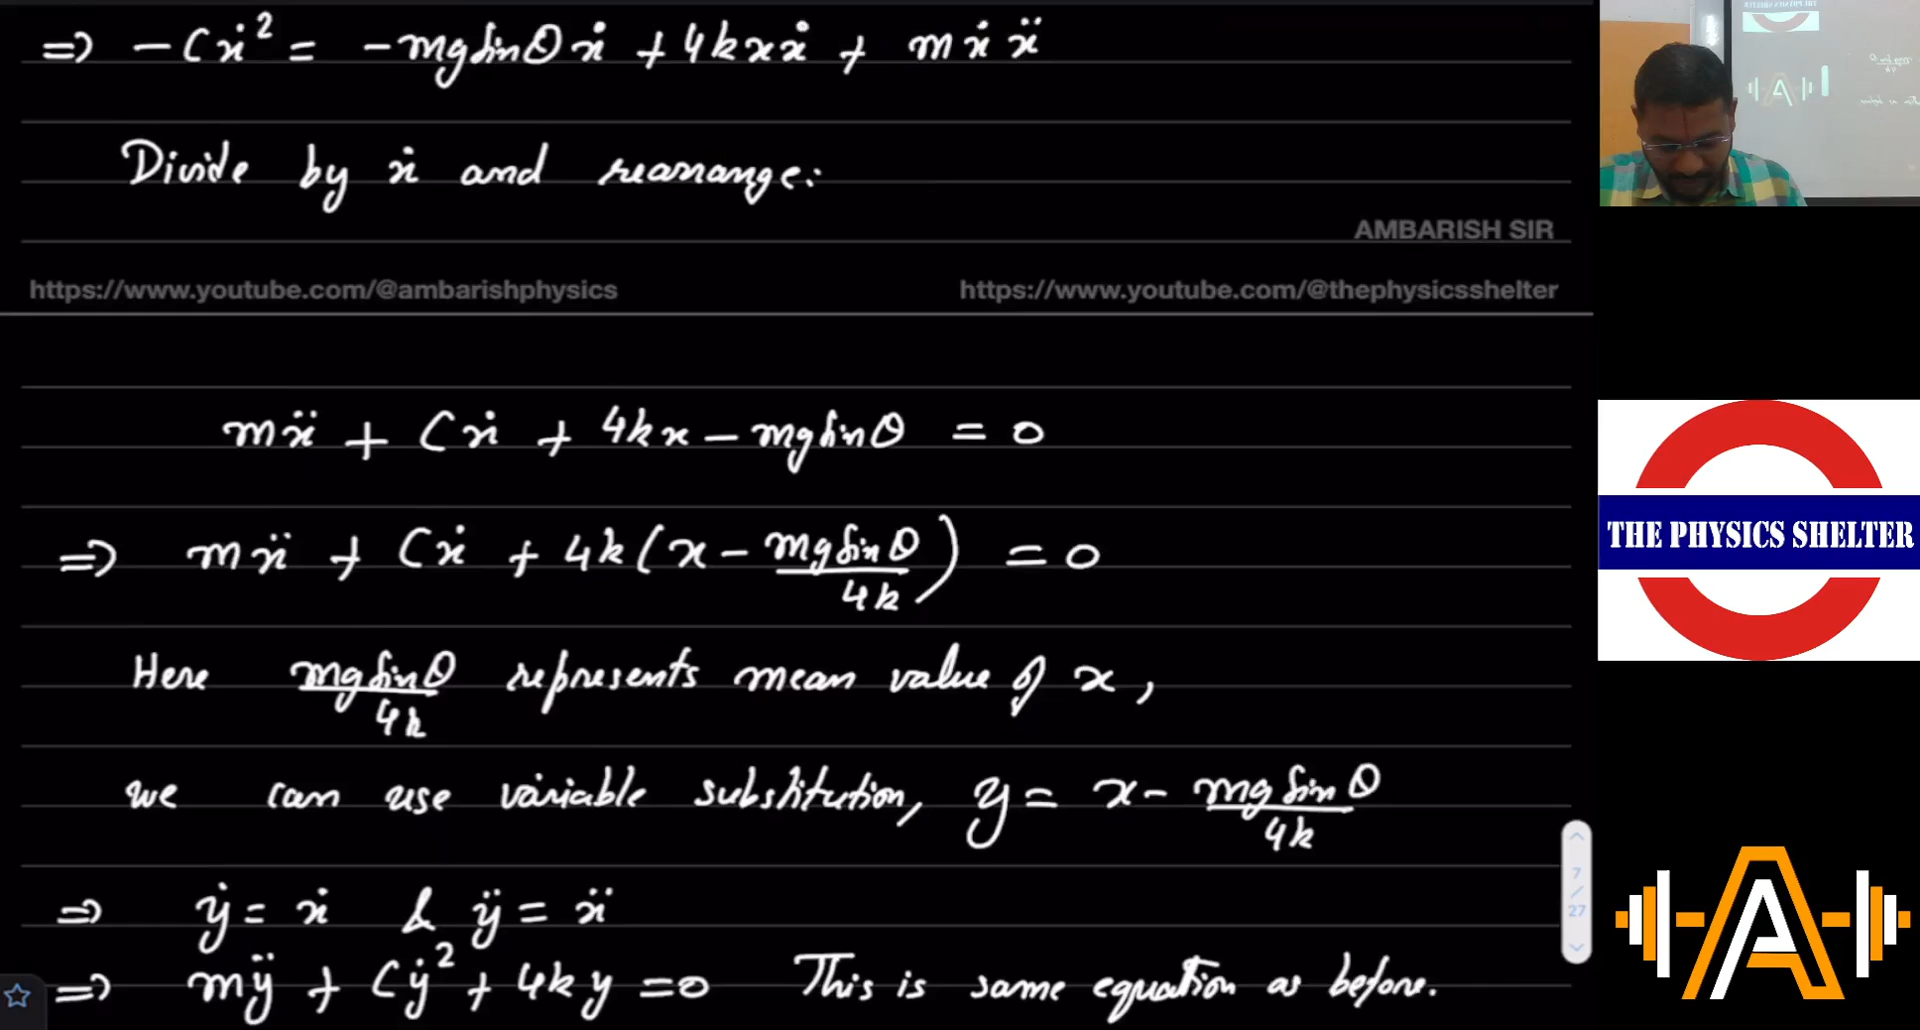 ⇒ -Cẋ² = -mg sinθ ẋ + 4kxẋ + mẋẍ
Divide by ẋ and rearrange:
AMBARISH SIR
https://www.youtube.com/@ambarishphysics
https://www.youtube.com/@thephysicsshelter
mẍ + Cẋ + 4kx - mg sinθ = 0
⇒ mẍ + Cẋ + 4k(x - mg sinθ/4k) = 0
Here mg sinθ/4k represents mean value of x,
we can use variable substitution, y = x - mg sinθ/4k
⇒ ẏ = ẋ & ÿ = ẍ
⇒ mÿ + Cẏ² + 4ky = 0 This is same equation as before.
THE PHYSICS SHELTER
7
/
27
A